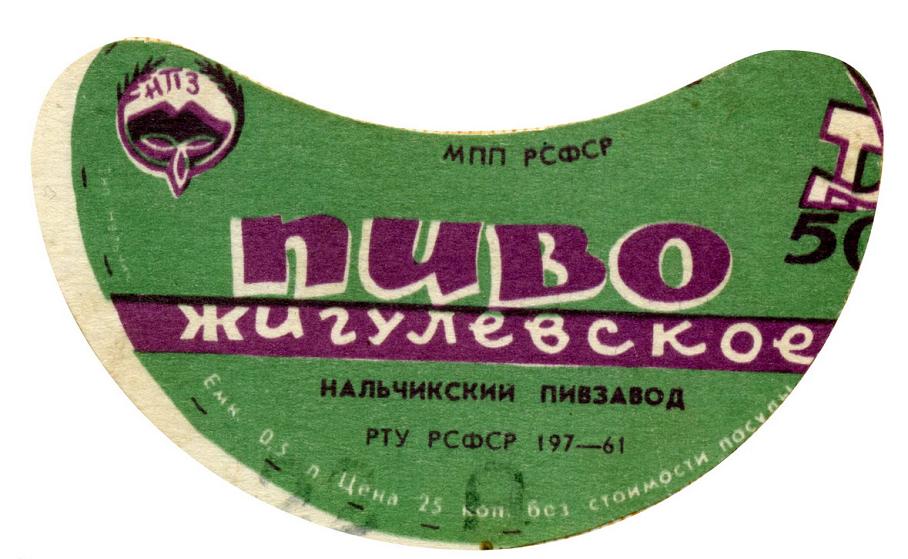 НПЗ
МПП РСФСР
ПИВО
50
ЖИГУЛЕВСКОЕ
НАЛЬЧИКСКИЙ ПИВЗАВОД
РТУ РСФСР 197—61
Емк. 0,5 л Цена 25 коп. без стоимости посуды